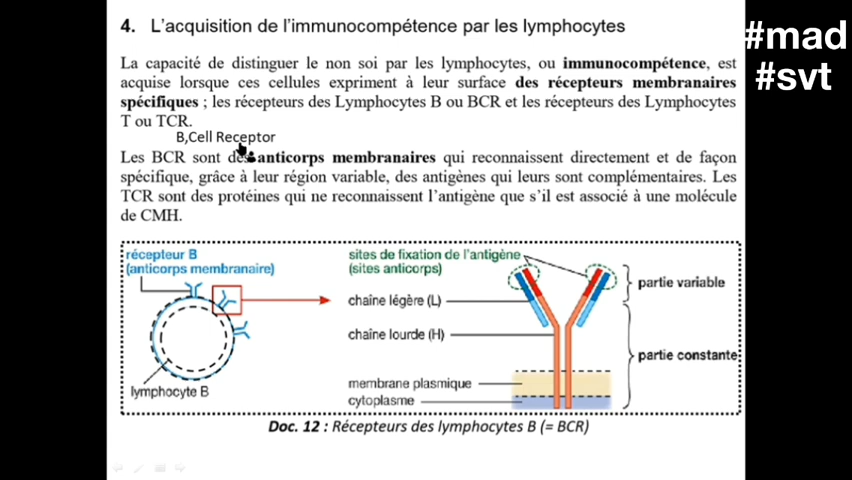 4. L'acquisition de l'immunocompétence par les lymphocytes
#mad
#svt
La capacité de distinguer le non soi par les lymphocytes, ou immunocompétence, est
acquise lorsque ces cellules expriment à leur surface des récepteurs membranaires
spécifiques ; les récepteurs des Lymphocytes B ou BCR et les récepteurs des Lymphocytes
T ou TCR.
B,Cell Receptor
Les BCR sont des anticorps membranaires qui reconnaissent directement et de façon
spécifique, grâce à leur région variable, des antigènes qui leurs sont complémentaires. Les
TCR sont des protéines qui ne reconnaissent l'antigène que s'il est associé à une molécule
de CMH.
récepteur B
(anticorps membranaire)
lymphocyte B
sites de fixation de l'antigène
(sites anticorps)
chaîne légère (L)
chaîne lourde (H)
membrane plasmique
cytoplasme
partie variable
partie constante
Doc. 12 : Récepteurs des lymphocytes B (= BCR)